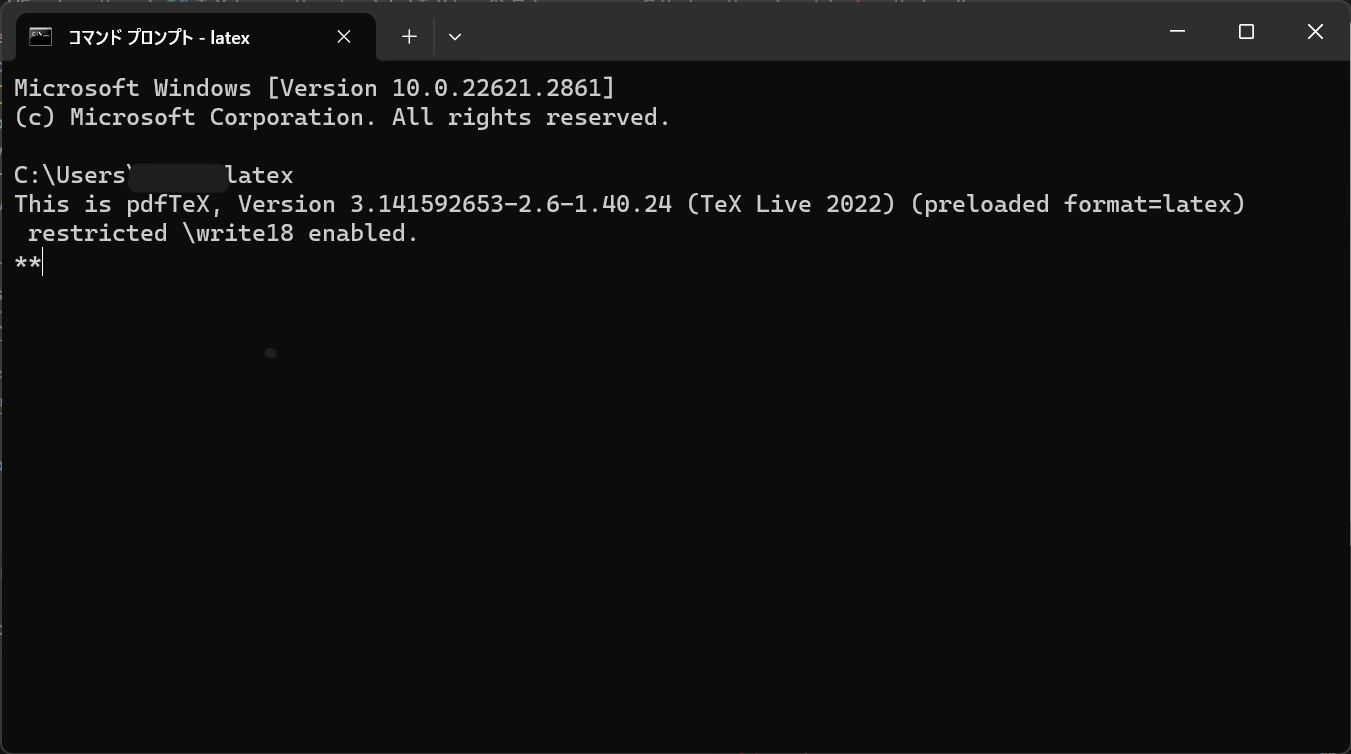 コマンド プロンプト - latex
Microsoft Windows [Version 10.0.22621.2861]
(c) Microsoft Corporation. All rights reserved.
C:\Users\ latex
This is pdfTeX, Version 3.141592653-2.6-1.40.24 (TeX Live 2022) (preloaded format=latex)
 restricted \write18 enabled.
**